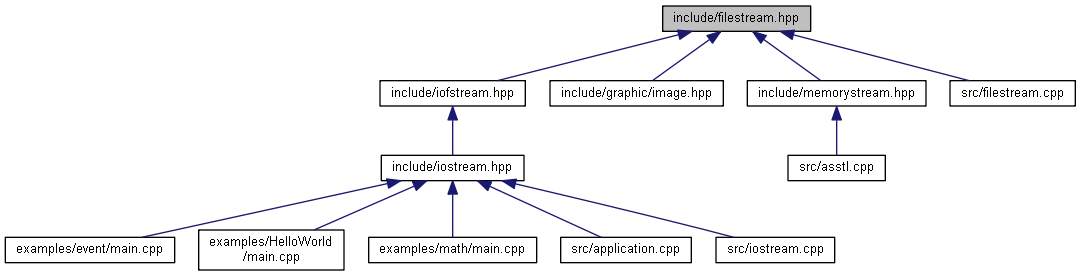 include/filestream.hpp
include/iofstream.hpp
include/graphic/image.hpp
include/memorystream.hpp
src/filestream.cpp
include/iostream.hpp
src/asstl.cpp
examples/event/main.cpp
examples/HelloWorld
/main.cpp
examples/math/main.cpp
src/application.cpp
src/iostream.cpp